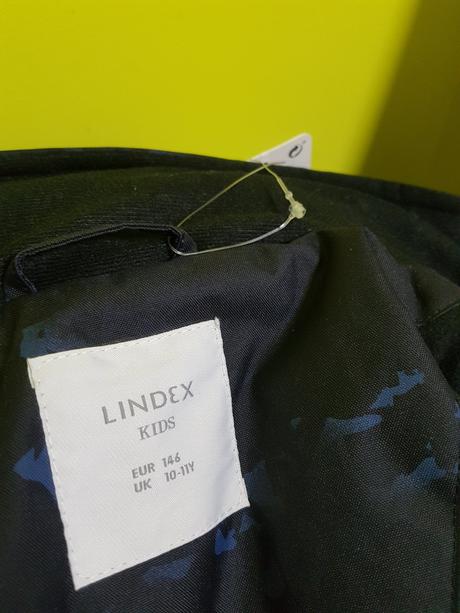 LINDEX
KIDS
EUR 146
UK 10-11Y